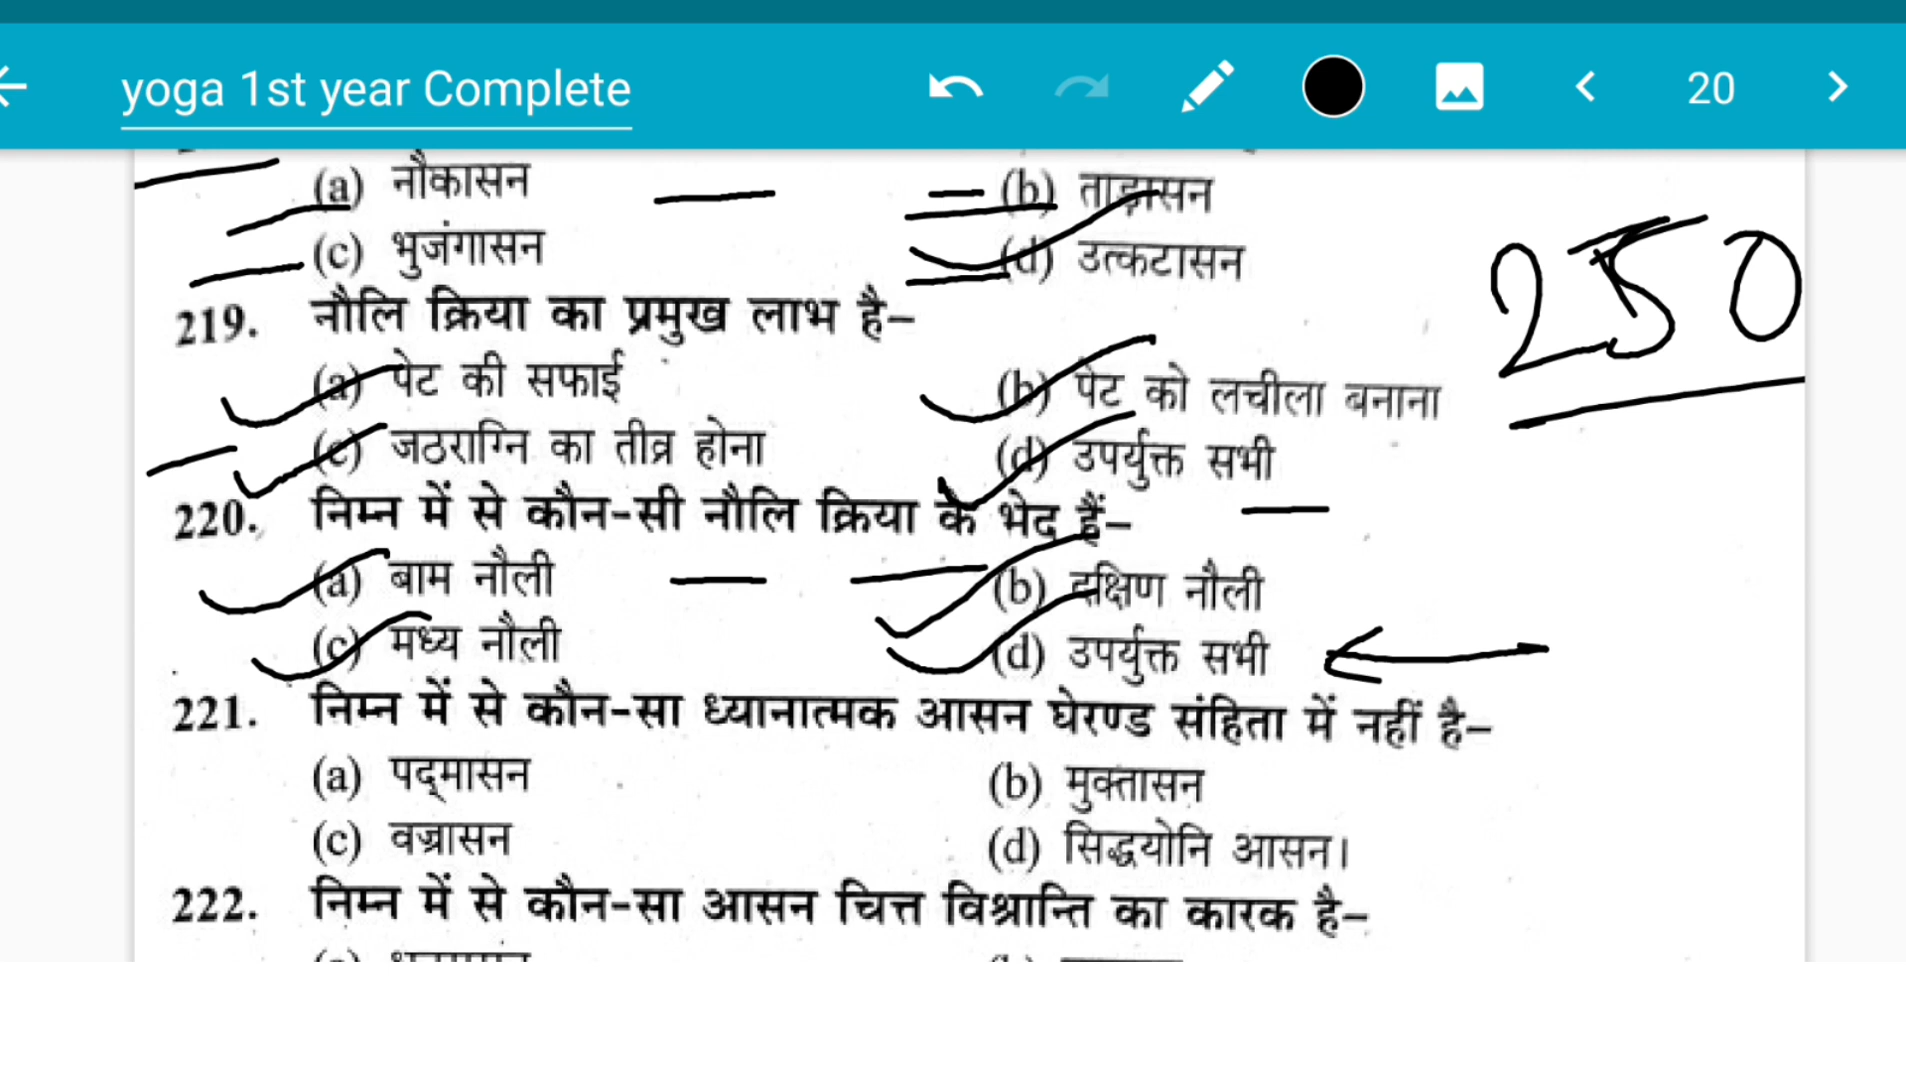 yoga 1st year Complete 20
(a) नौकासन (b) ताड़ासन
(c) भुजंगासन (d) उत्कटासन
250
219. नौलि क्रिया का प्रमुख लाभ है–
(a) पेट की सफाई (b) पेट को लचीला बनाना
(c) जठराग्नि का तीव्र होना (d) उपर्युक्त सभी
220. निम्न में से कौन-सी नौलि क्रिया के भेद हैं–
(a) बाम नौली (b) दक्षिण नौली
(c) मध्य नौली (d) उपर्युक्त सभी
221. निम्न में से कौन-सा ध्यानात्मक आसन घेरण्ड संहिता में नहीं है–
(a) पद्मासन (b) मुक्तासन
(c) वज्रासन (d) सिद्धयोनि आसन।
222. निम्न में से कौन-सा आसन चित्त विश्रान्ति का कारक है–